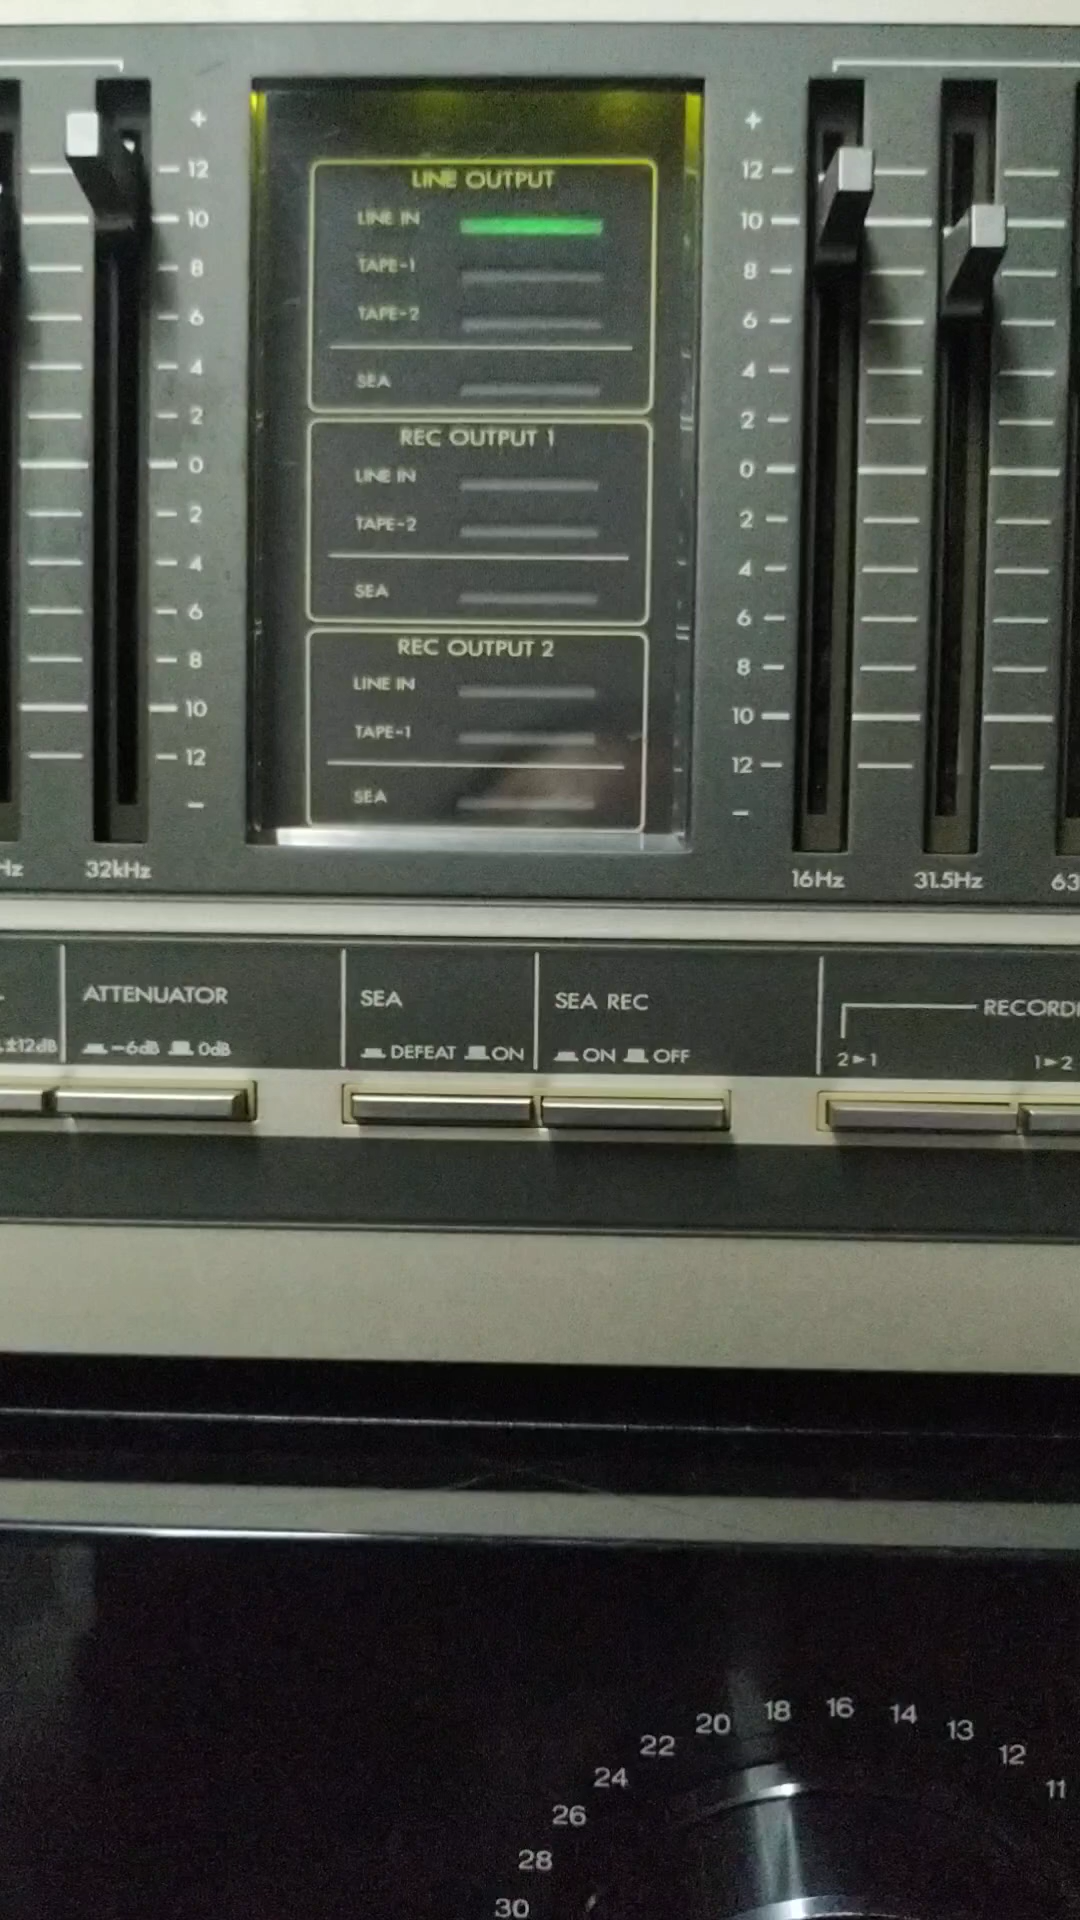 + +
12 12
LINE OUTPUT
LINE IN
10 10
TAPE-1
8 8
TAPE-2
6 6
4 4
SEA
2 2
REC OUTPUT 1
0 0
LINE IN
2 2
TAPE-2
4 4
SEA
6 6
REC OUTPUT 2
8 8
LINE IN
10 10
TAPE-1
12 12
SEA
− −
Hz 32kHz 16Hz 31.5Hz 63
ATTENUATOR SEA SEA REC RECORDI
±12dB −6dB 0dB DEFEAT ON ON OFF 2►1 1►2
20 18 16 14 13 12 11
22
24
26
28
30